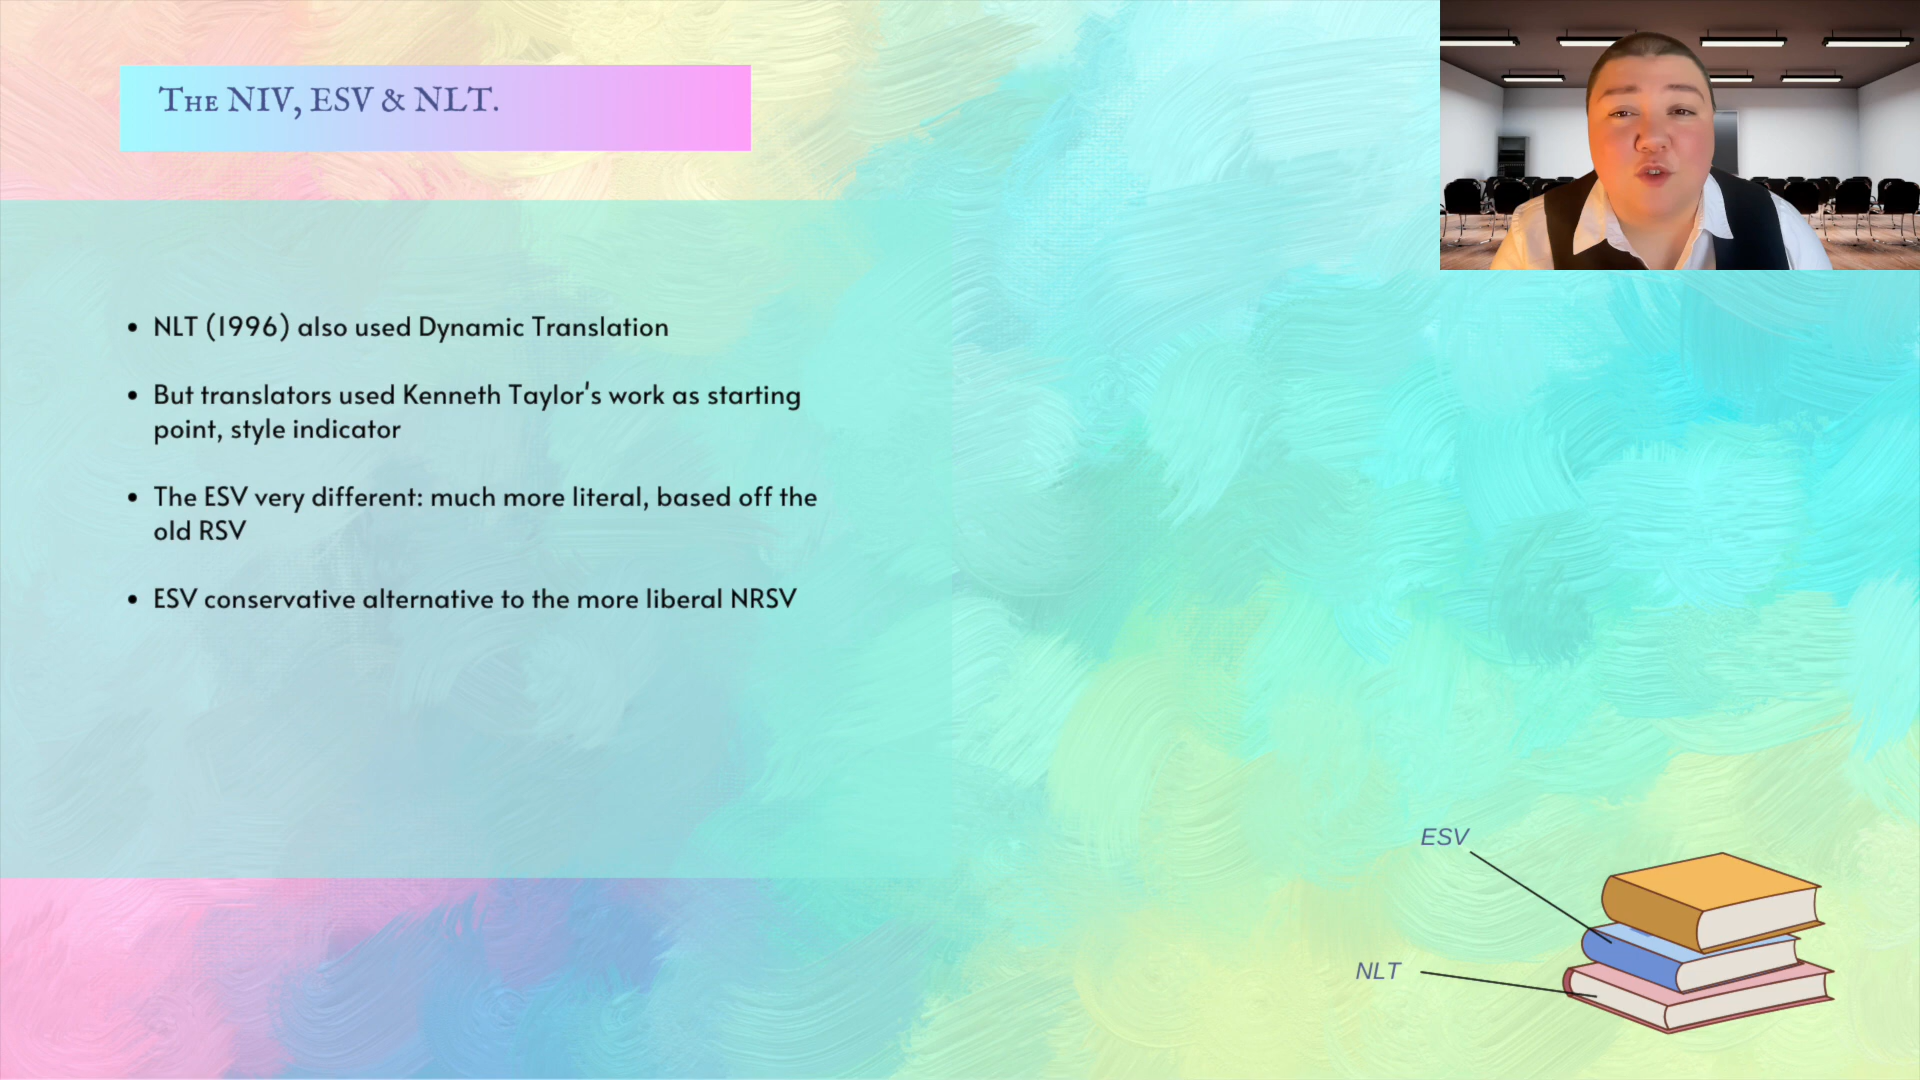 The NIV, ESV & NLT.
• NLT (1996) also used Dynamic Translation
• But translators used Kenneth Taylor's work as starting
point, style indicator
• The ESV very different: much more literal, based off the
old RSV
• ESV conservative alternative to the more liberal NRSV
ESV
NLT